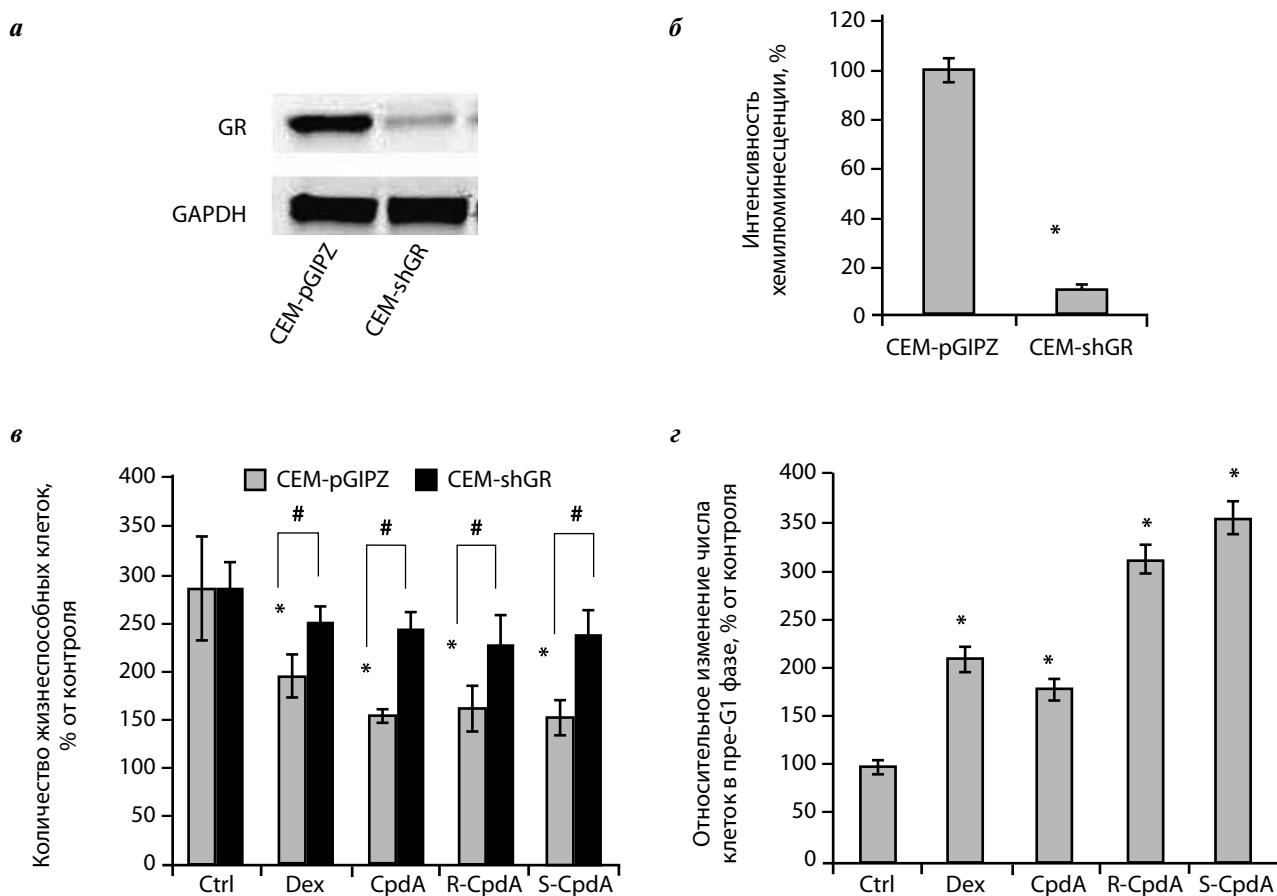 а
GR
GAPDH
CEM-pGIPZ
CEM-shGR
б
Интенсивность
хемилюминесценции, %
120
100
80
60
40
20
0
*
CEM-pGIPZ
CEM-shGR
в
Количество жизнеспособных клеток,
% от контроля
400
350
300
250
200
150
100
50
0
CEM-pGIPZ
CEM-shGR
#
#
#
#
*
*
*
*
Ctrl
Dex
CpdA
R-CpdA
S-CpdA
г
Относительное изменение числа
клеток в пре-G1 фазе, % от контроля
400
350
300
250
200
150
100
50
0
*
*
*
*
Ctrl
Dex
CpdA
R-CpdA
S-CpdA